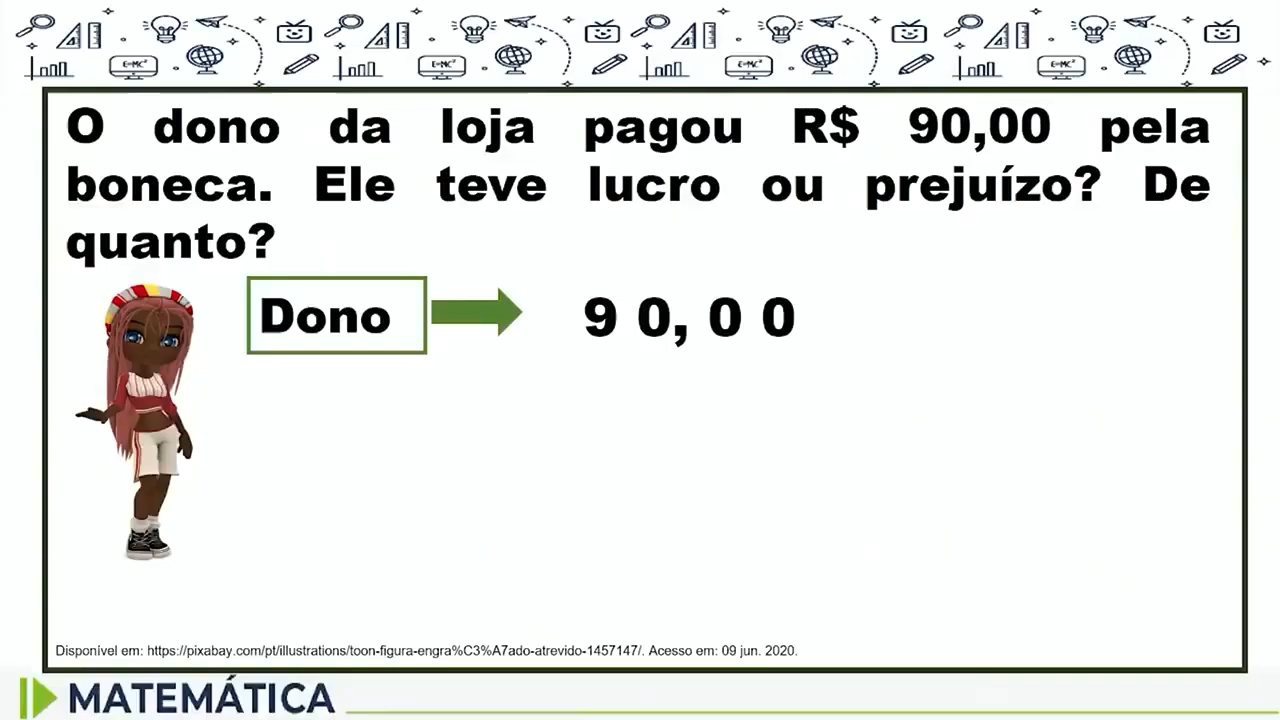 O dono da loja pagou R$ 90,00 pela
boneca. Ele teve lucro ou prejuízo? De
quanto?
Dono
9 0, 0 0
Disponível em: https://pixabay.com/pt/illustrations/toon-figura-engra%C3%A7ado-atrevido-1457147/. Acesso em: 09 jun. 2020.
MATEMÁTICA